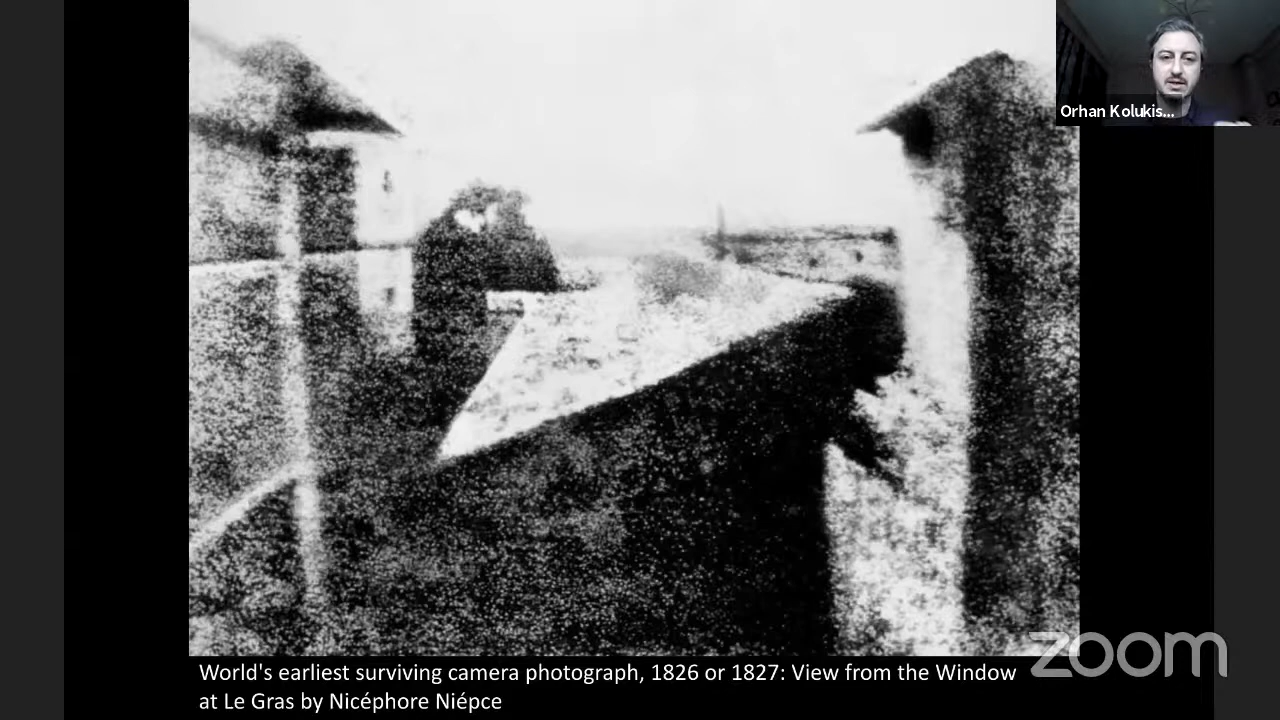 Orhan Kolukis...
World's earliest surviving camera photograph, 1826 or 1827: View from the Window
at Le Gras by Nicéphore Niépce
zoom